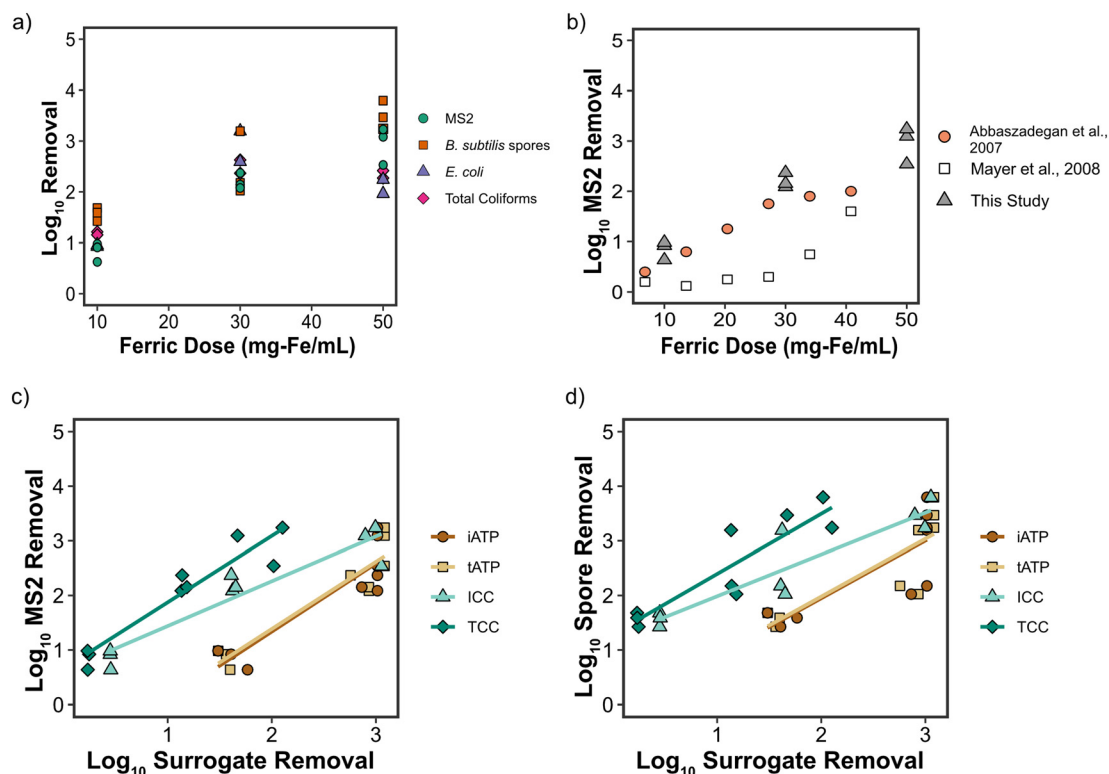 a)
5
4
3
2
1
0
Log10 Removal
10 20 30 40 50
Ferric Dose (mg-Fe/mL)
MS2
B. subtilis spores
E. coli
Total Coliforms
b)
5
4
3
2
1
0
Log10 MS2 Removal
10 20 30 40 50
Ferric Dose (mg-Fe/mL)
Abbaszadegan et al.,
2007
Mayer et al., 2008
This Study
c)
5
4
3
2
1
0
Log10 MS2 Removal
1 2 3
Log10 Surrogate Removal
iATP
tATP
ICC
TCC
d)
5
4
3
2
1
0
Log10 Spore Removal
1 2 3
Log10 Surrogate Removal
iATP
tATP
ICC
TCC